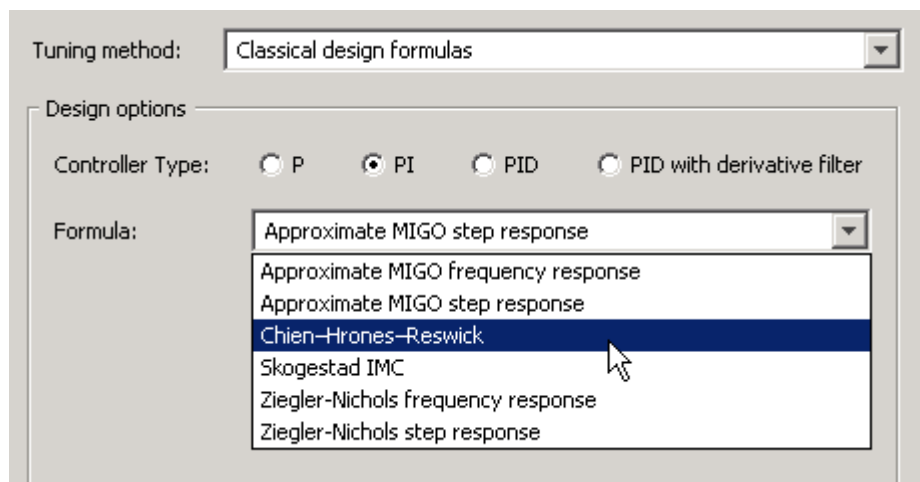 Tuning method: Classical design formulas
Design options
Controller Type: P PI PID PID with derivative filter
Formula: Approximate MIGO step response
Approximate MIGO frequency response
Approximate MIGO step response
Chien–Hrones–Reswick
Skogestad IMC
Ziegler-Nichols frequency response
Ziegler-Nichols step response